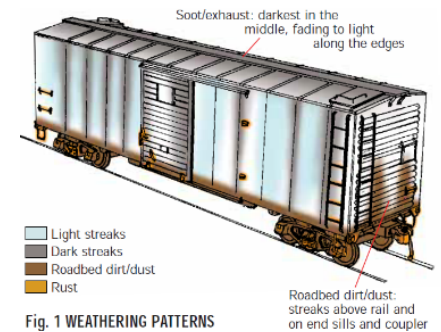 Soot/exhaust: darkest in the
middle, fading to light
along the edges
Light streaks
Dark streaks
Roadbed dirt/dust
Rust
Roadbed dirt/dust:
streaks above rail and
on end sills and coupler
Fig. 1 WEATHERING PATTERNS